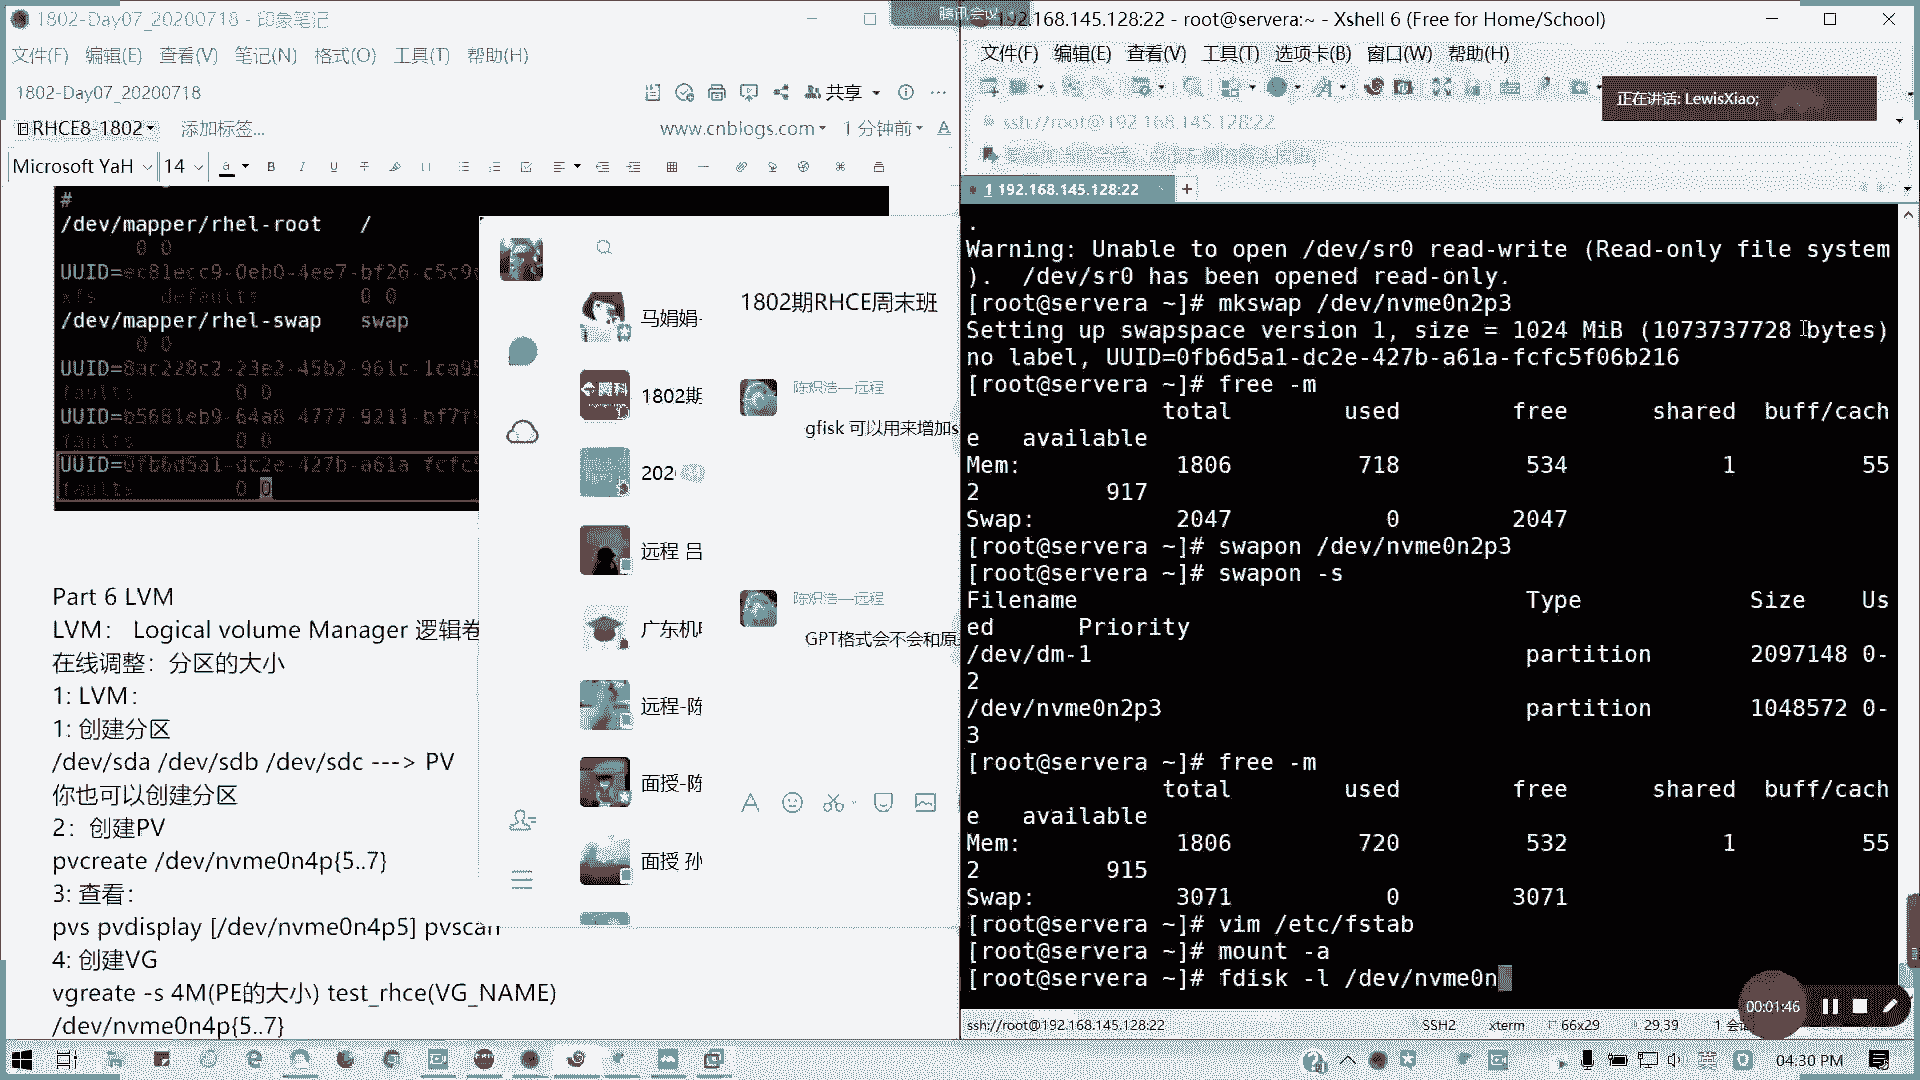 1802-Day07_20200718 - 印象笔记
文件(F) 编辑(E) 查看(V) 笔记(N) 格式(O) 工具(T) 帮助(H)
1802-Day07_20200718
共享
RHCE8-1802 添加标签...
www.cnblogs.com 1 分钟前
Microsoft YaH 14
#
/dev/mapper/rhel-root /
0 0
UUID=ec81ecc9-0eb0-4ee7-bf26-c5c9
xfs defaults 0 0
/dev/mapper/rhel-swap swap
0 0
UUID=8ac228c2-23e2-45b2-961c-1ca95
faults 0 0
UUID=b5681eb9-64a8-4777-9211-bf7f
faults 0 0
UUID=0fb6d5a1-dc2e-427b-a61a-fcfc5
faults 0 0
Part 6 LVM
LVM： Logical volume Manager 逻辑卷
在线调整：分区的大小
1: LVM：
1: 创建分区
/dev/sda /dev/sdb /dev/sdc ---> PV
你也可以创建分区
2：创建PV
pvcreate /dev/nvme0n4p{5..7}
3: 查看：
pvs pvdisplay [/dev/nvme0n4p5] pvscan
4: 创建VG
vgreate -s 4M(PE的大小) test_rhce(VG_NAME)
/dev/nvme0n4p{5..7}
马娟娟-
1802期
202
远程 吕
广东机
远程-陈
面授-陈
面授 孙
1802期RHCE周末班
陈炽浩—远程
gfisk 可以用来增加s
陈炽浩—远程
GPT格式会不会和原
腾讯会议
192.168.145.128:22 - root@servera:~ - Xshell 6 (Free for Home/School)
文件(F) 编辑(E) 查看(V) 工具(T) 选项卡(B) 窗口(W) 帮助(H)
正在讲话: LewisXiao;
ssh://root@192.168.145.128:22
1 192.168.145.128:22 +
.
Warning: Unable to open /dev/sr0 read-write (Read-only file system
). /dev/sr0 has been opened read-only.
[root@servera ~]# mkswap /dev/nvme0n2p3
Setting up swapspace version 1, size = 1024 MiB (1073737728 bytes)
no label, UUID=0fb6d5a1-dc2e-427b-a61a-fcfc5f06b216
[root@servera ~]# free -m
total used free shared buff/cach
e available
Mem: 1806 718 534 1 55
2 917
Swap: 2047 0 2047
[root@servera ~]# swapon /dev/nvme0n2p3
[root@servera ~]# swapon -s
Filename Type Size Us
ed Priority
/dev/dm-1 partition 2097148 0-
2
/dev/nvme0n2p3 partition 1048572 0-
3
[root@servera ~]# free -m
total used free shared buff/cach
e available
Mem: 1806 720 532 1 55
2 915
Swap: 3071 0 3071
[root@servera ~]# vim /etc/fstab
[root@servera ~]# mount -a
[root@servera ~]# fdisk -l /dev/nvme0n
00:01:46
ssh://root@192.168.145.128:22 SSH2 xterm 66x29 29,39 1 会
英 04:30 PM